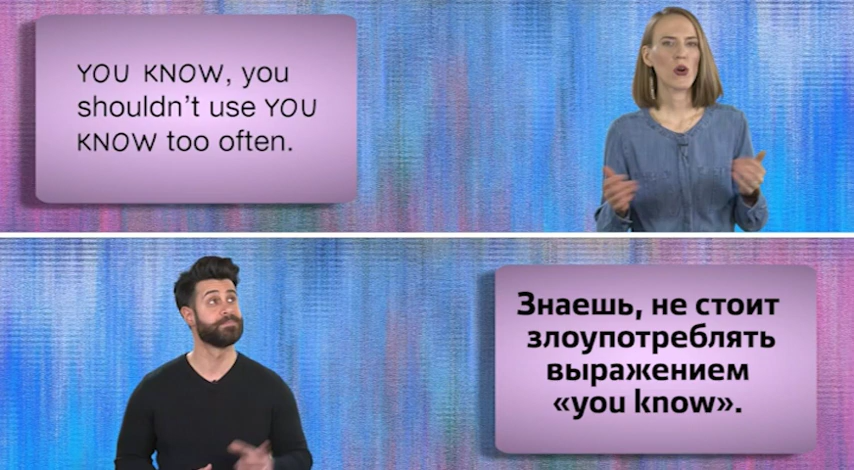 YOU KNOW, you
shouldn't use YOU
KNOW too often.
Знаешь, не стоит
злоупотреблять
выражением
«you know».